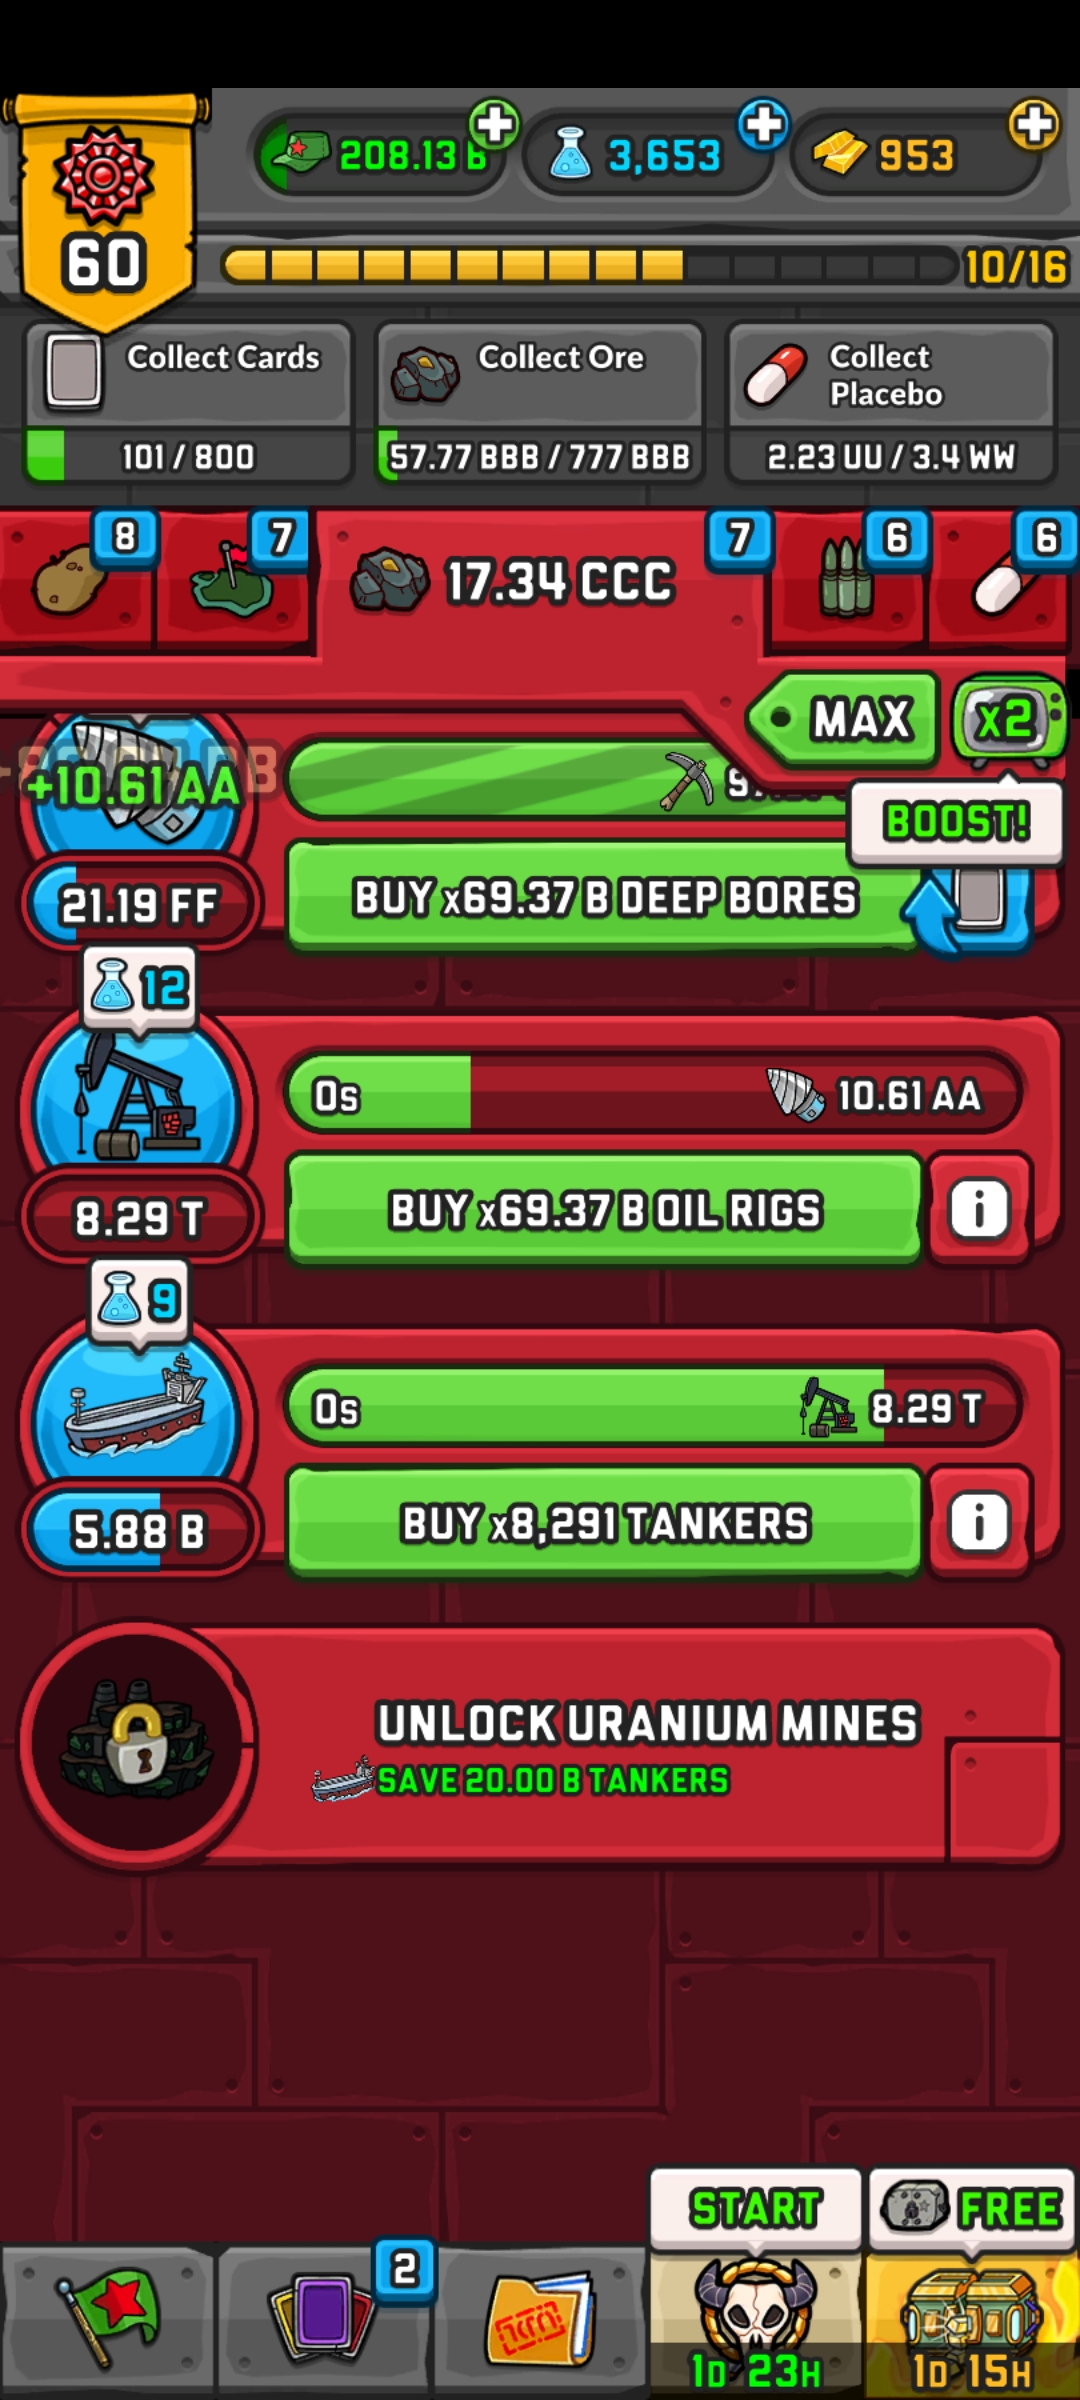 208.13 B
3,653
953
60
10/16
Collect Cards
101 / 800
Collect Ore
57.77 BBB / 777 BBB
Collect
Placebo
2.23 UU / 3.4 WW
8
7
17.34 CCC
7
6
6
MAX
x2
BOOST!
+10.61 AA
21.19 FF
BUY x69.37 B DEEP BORES
12
0s
10.61 AA
8.29 T
BUY x69.37 B OIL RIGS
i
9
0s
8.29 T
5.88 B
BUY x8,291 TANKERS
i
UNLOCK URANIUM MINES
SAVE 20.00 B TANKERS
START
FREE
2
1D 23H
1D 15H